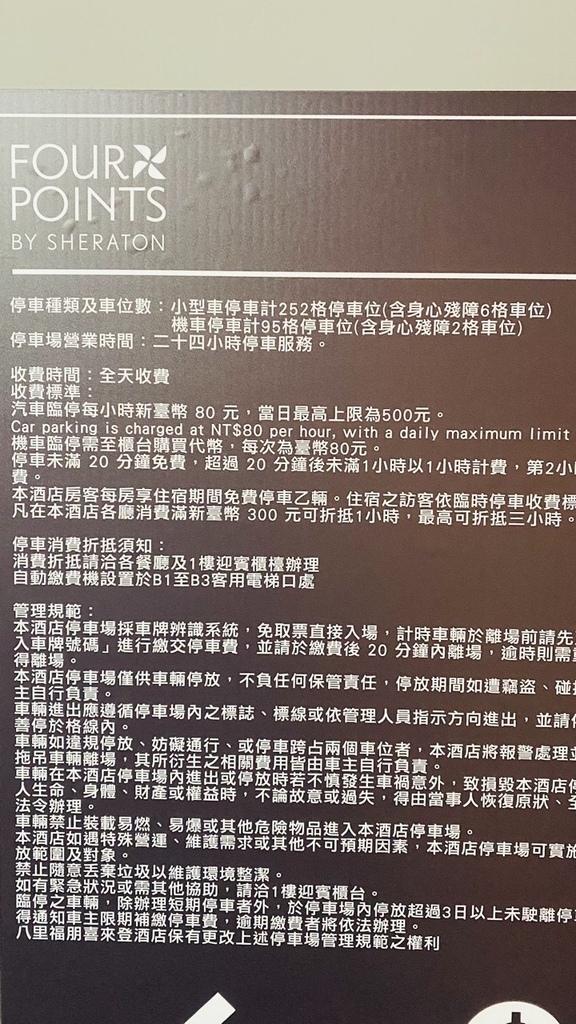 FOUR
POINTS
BY SHERATON
停車種類及車位數：小型車停車計252格停車位(含身心殘障6格車位)
機車停車計95格停車位(含身心殘障2格車位)
停車場營業時間：二十四小時停車服務。
收費時間：全天收費
收費標準：
汽車臨停每小時新臺幣 80 元，當日最高上限為500元。
Car parking is charged at NT$80 per hour, with a daily maximum limit
機車臨停需至櫃台購買代幣，每次為臺幣80元。
停車未滿 20 分鐘免費，超過 20 分鐘後未滿1小時以1小時計費，第2小
費。
本酒店房客每房享住宿期間免費停車乙輛。住宿之訪客依臨時停車收費標
凡在本酒店各廳消費滿新臺幣 300 元可折抵1小時，最高可折抵三小時。
停車消費折抵須知：
消費折抵請洽各餐廳及1樓迎賓櫃檯辦理
自動繳費機設置於B1至B3客用電梯口處
管理規範：
本酒店停車場採車牌辨識系統，免取票直接入場，計時車輛於離場前請先
入車牌號碼」進行繳交停車費，並請於繳費後 20 分鐘內離場，逾時則需
得離場。
本酒店停車場僅供車輛停放，不負任何保管責任，停放期間如遭竊盜、碰
主自行負責。
車輛進出應遵循停車場內之標誌、標線或依管理人員指示方向進出，並請
善停於格線內。
車輛如違規停放、妨礙通行、或停車跨占兩個車位者，本酒店將報警處理並
拖吊車輛離場，其所衍生之相關費用皆由車主自行負責。
車輛在本酒店停車場內進出或停放時若不慎發生車禍意外，致損毀本酒店停
人生命、身體、財產或權益時，不論故意或過失，得由當事人恢復原狀、全
法令辦理。
車輛禁止裝載易燃、易爆或其他危險物品進入本酒店停車場。
本酒店如遇特殊營運、維護需求或其他不可預期因素，本酒店停車場可實施
放範圍及對象。
禁止隨意丟棄垃圾以維護環境整潔。
如有緊急狀況或需其他協助，請洽1樓迎賓櫃台。
臨停之車輛，除辦理短期停車者外，於停車場內停放超過3日以上未駛離停
得通知車主限期補繳停車費，逾期繳費者將依法辦理。
八里福朋喜來登酒店保有更改上述停車場管理規範之權利